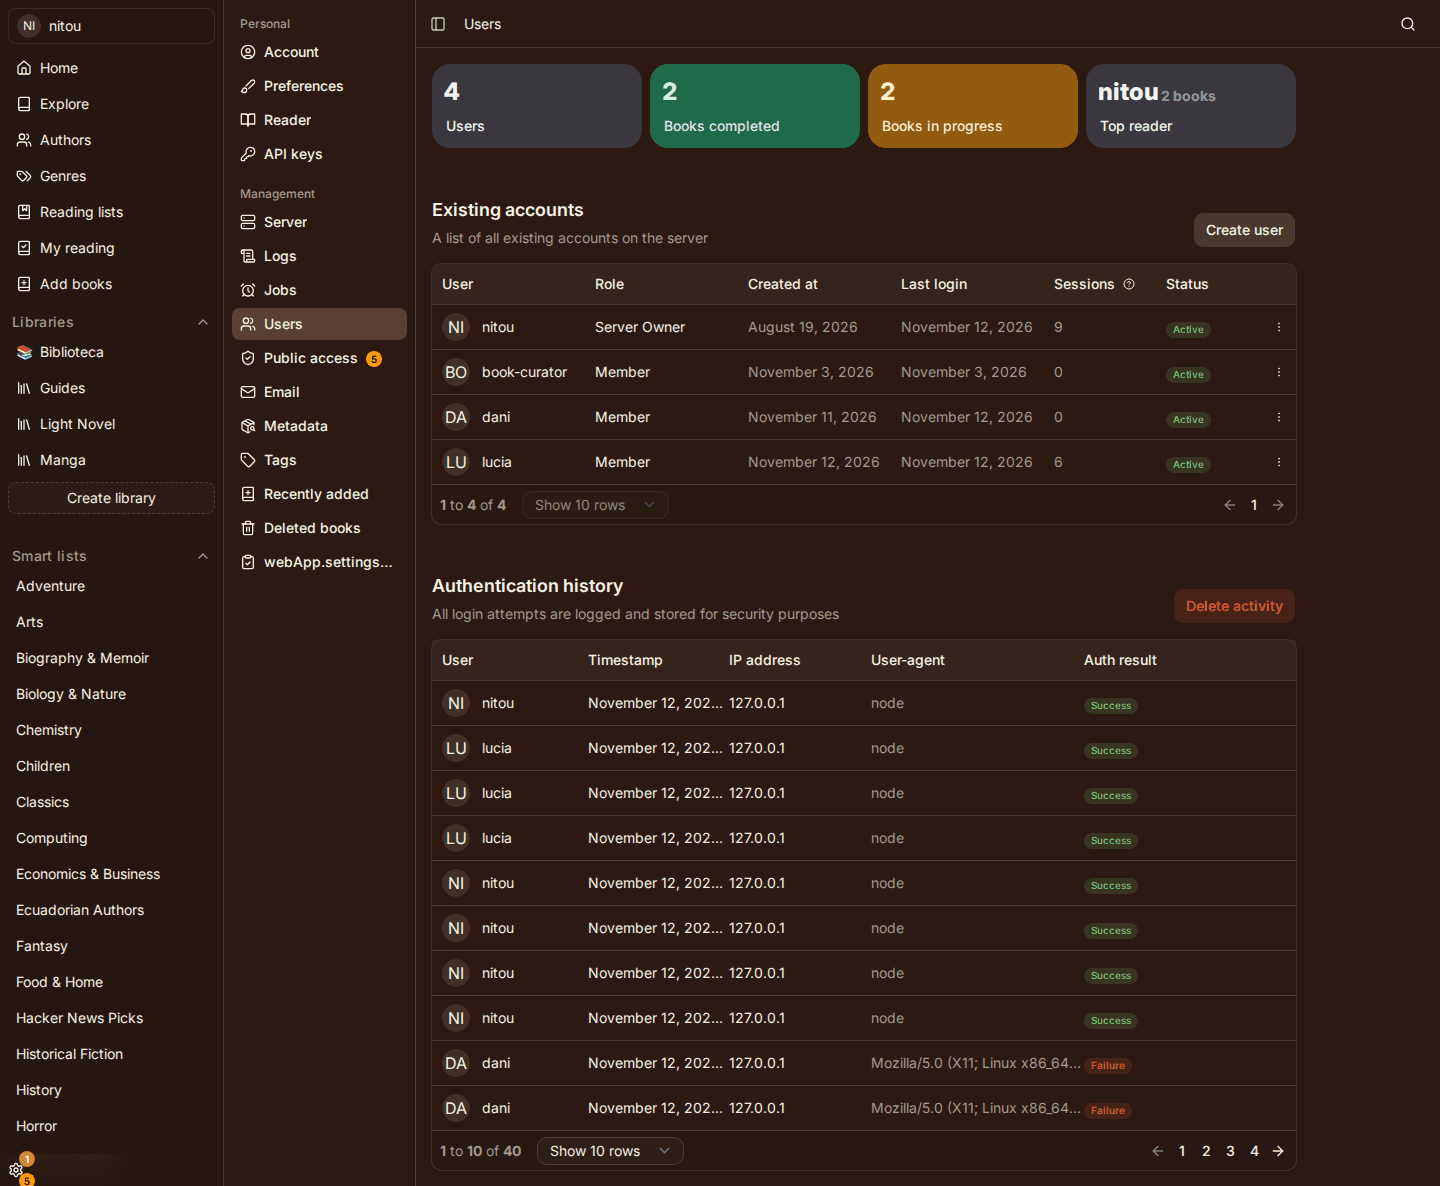 NI nitou
Home
Explore
Authors
Genres
Reading lists
My reading
Add books
Libraries
Biblioteca
Guides
Light Novel
Manga
Create library
Smart lists
Adventure
Arts
Biography & Memoir
Biology & Nature
Chemistry
Children
Classics
Computing
Economics & Business
Ecuadorian Authors
Fantasy
Food & Home
Hacker News Picks
Historical Fiction
History
Horror
1
5
Personal
Account
Preferences
Reader
API keys
Management
Server
Logs
Jobs
Users
Public access 5
Email
Metadata
Tags
Recently added
Deleted books
webApp.settings...
Users
4
Users
2
Books completed
2
Books in progress
nitou 2 books
Top reader
Existing accounts
A list of all existing accounts on the server
Create user
User Role Created at Last login Sessions Status
NI nitou Server Owner August 19, 2026 November 12, 2026 9 Active
BO book-curator Member November 3, 2026 November 3, 2026 0 Active
DA dani Member November 11, 2026 November 12, 2026 0 Active
LU lucia Member November 12, 2026 November 12, 2026 6 Active
1 to 4 of 4 Show 10 rows 1
Authentication history
All login attempts are logged and stored for security purposes
Delete activity
User Timestamp IP address User-agent Auth result
NI nitou November 12, 202... 127.0.0.1 node Success
LU lucia November 12, 202... 127.0.0.1 node Success
LU lucia November 12, 202... 127.0.0.1 node Success
LU lucia November 12, 202... 127.0.0.1 node Success
NI nitou November 12, 202... 127.0.0.1 node Success
NI nitou November 12, 202... 127.0.0.1 node Success
NI nitou November 12, 202... 127.0.0.1 node Success
NI nitou November 12, 202... 127.0.0.1 node Success
DA dani November 12, 202... 127.0.0.1 Mozilla/5.0 (X11; Linux x86_64... Failure
DA dani November 12, 202... 127.0.0.1 Mozilla/5.0 (X11; Linux x86_64... Failure
1 to 10 of 40 Show 10 rows 1 2 3 4